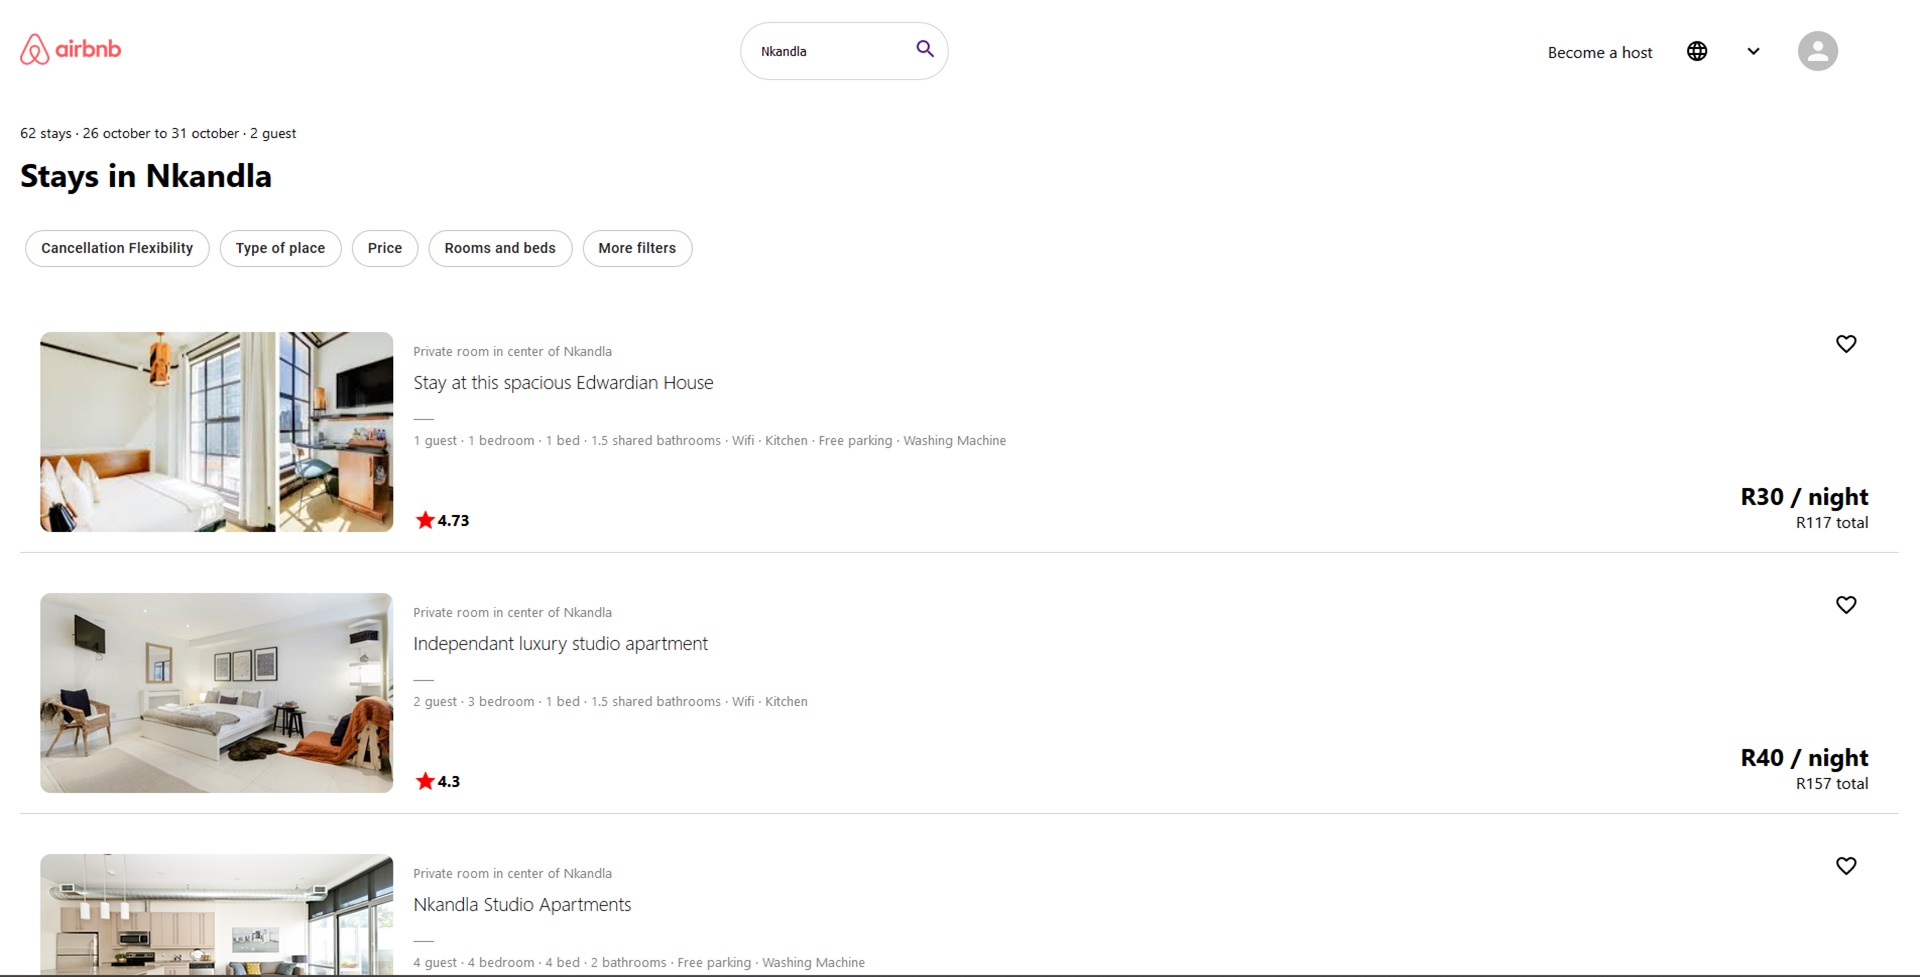 airbnb
Nkandla
Become a host
62 stays · 26 october to 31 october · 2 guest
Stays in Nkandla
Cancellation Flexibility
Type of place
Price
Rooms and beds
More filters
Private room in center of Nkandla
Stay at this spacious Edwardian House
1 guest · 1 bedroom · 1 bed · 1.5 shared bathrooms · Wifi · Kitchen · Free parking · Washing Machine
4.73
R30 / night
R117 total
Private room in center of Nkandla
Independant luxury studio apartment
2 guest · 3 bedroom · 1 bed · 1.5 shared bathrooms · Wifi · Kitchen
4.3
R40 / night
R157 total
Private room in center of Nkandla
Nkandla Studio Apartments
4 guest · 4 bedroom · 4 bed · 2 bathrooms · Free parking · Washing Machine